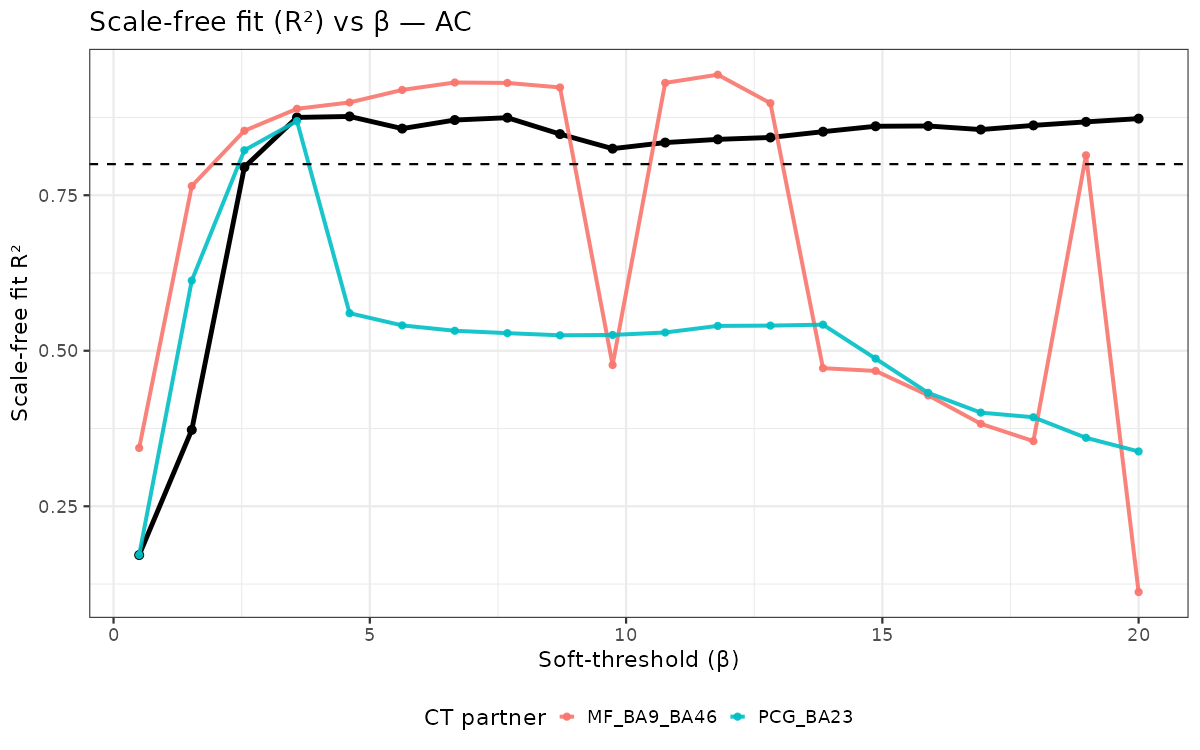 Scale-free fit (R²) vs β — AC
Scale-free fit R²
0.75
0.50
0.25
0 5 10 15 20
Soft-threshold (β)
CT partner MF_BA9_BA46 PCG_BA23